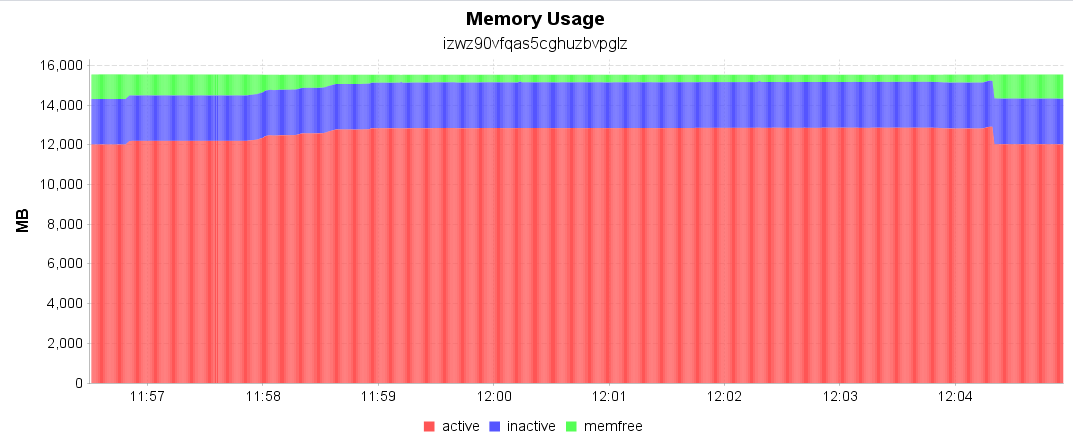 Memory Usage
izwz90vfqas5cghuzbvpglz
16,000
14,000
12,000
10,000
8,000
6,000
4,000
2,000
0
MB
11:57 11:58 11:59 12:00 12:01 12:02 12:03 12:04
active inactive memfree